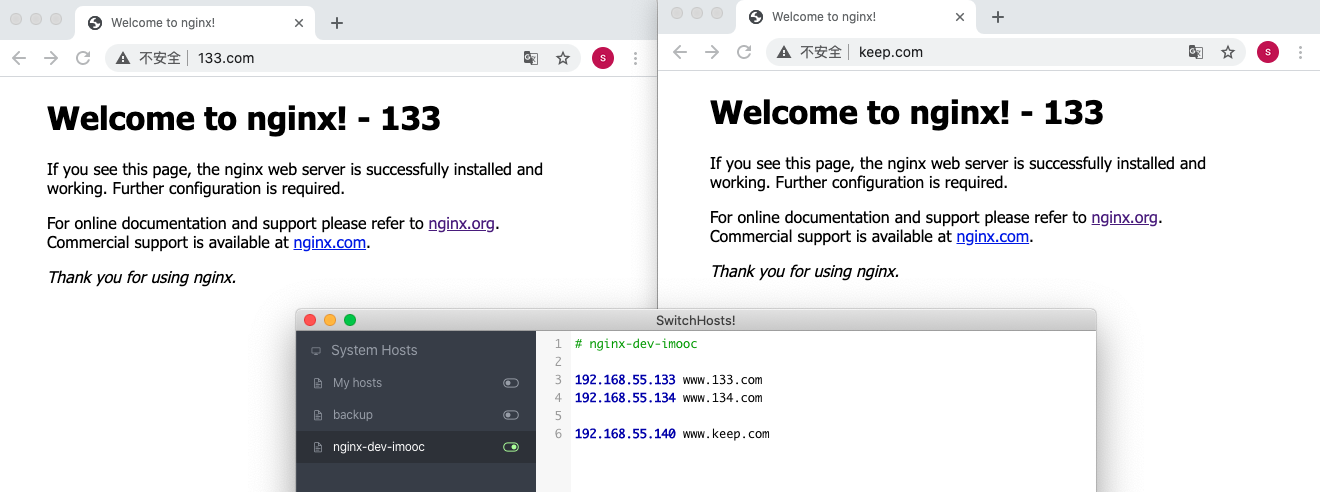 Welcome to nginx!
不安全 133.com
s
Welcome to nginx! - 133
If you see this page, the nginx web server is successfully installed and
working. Further configuration is required.
For online documentation and support please refer to nginx.org.
Commercial support is available at nginx.com.
Thank you for using nginx.
Welcome to nginx!
不安全 keep.com
s
Welcome to nginx! - 133
If you see this page, the nginx web server is successfully installed and
working. Further configuration is required.
For online documentation and support please refer to nginx.org.
Commercial support is available at nginx.com.
Thank you for using nginx.
SwitchHosts!
System Hosts
My hosts
backup
nginx-dev-imooc
1 # nginx-dev-imooc
2
3 192.168.55.133 www.133.com
4 192.168.55.134 www.134.com
5
6 192.168.55.140 www.keep.com